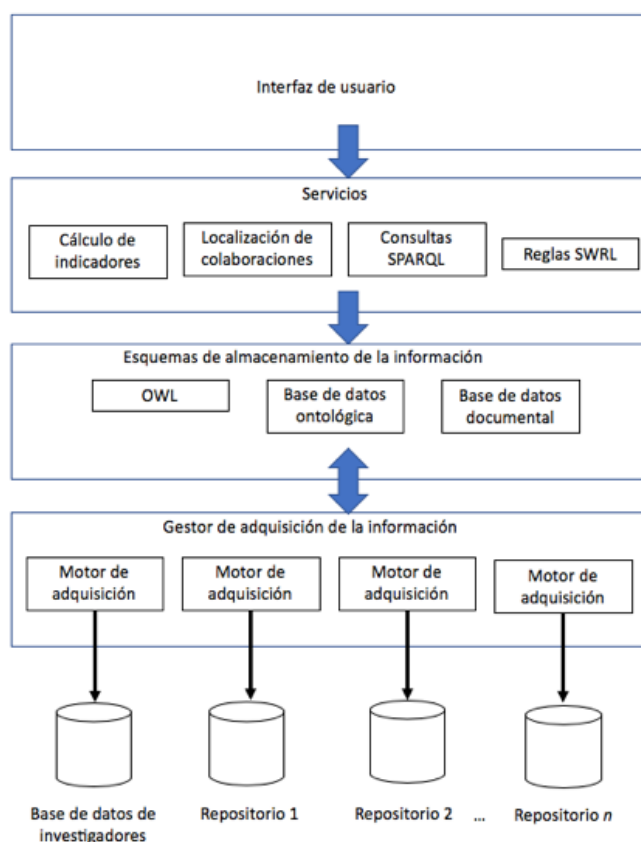 Interfaz de usuario
Servicios
Cálculo de
indicadores
Localización de
colaboraciones
Consultas
SPARQL
Reglas SWRL
Esquemas de almacenamiento de la información
OWL
Base de datos
ontológica
Base de datos
documental
Gestor de adquisición de la información
Motor de
adquisición
Motor de
adquisición
Motor de
adquisición
Motor de
adquisición
Base de datos de
investigadores
Repositorio 1
Repositorio 2
...
Repositorio n